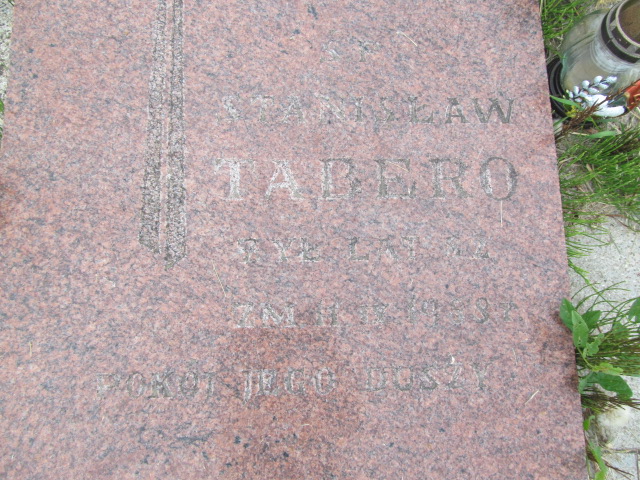 STANISŁAW
TABERO
ŻYŁ LAT
ZM
POKÓJ JEGO DUSZY